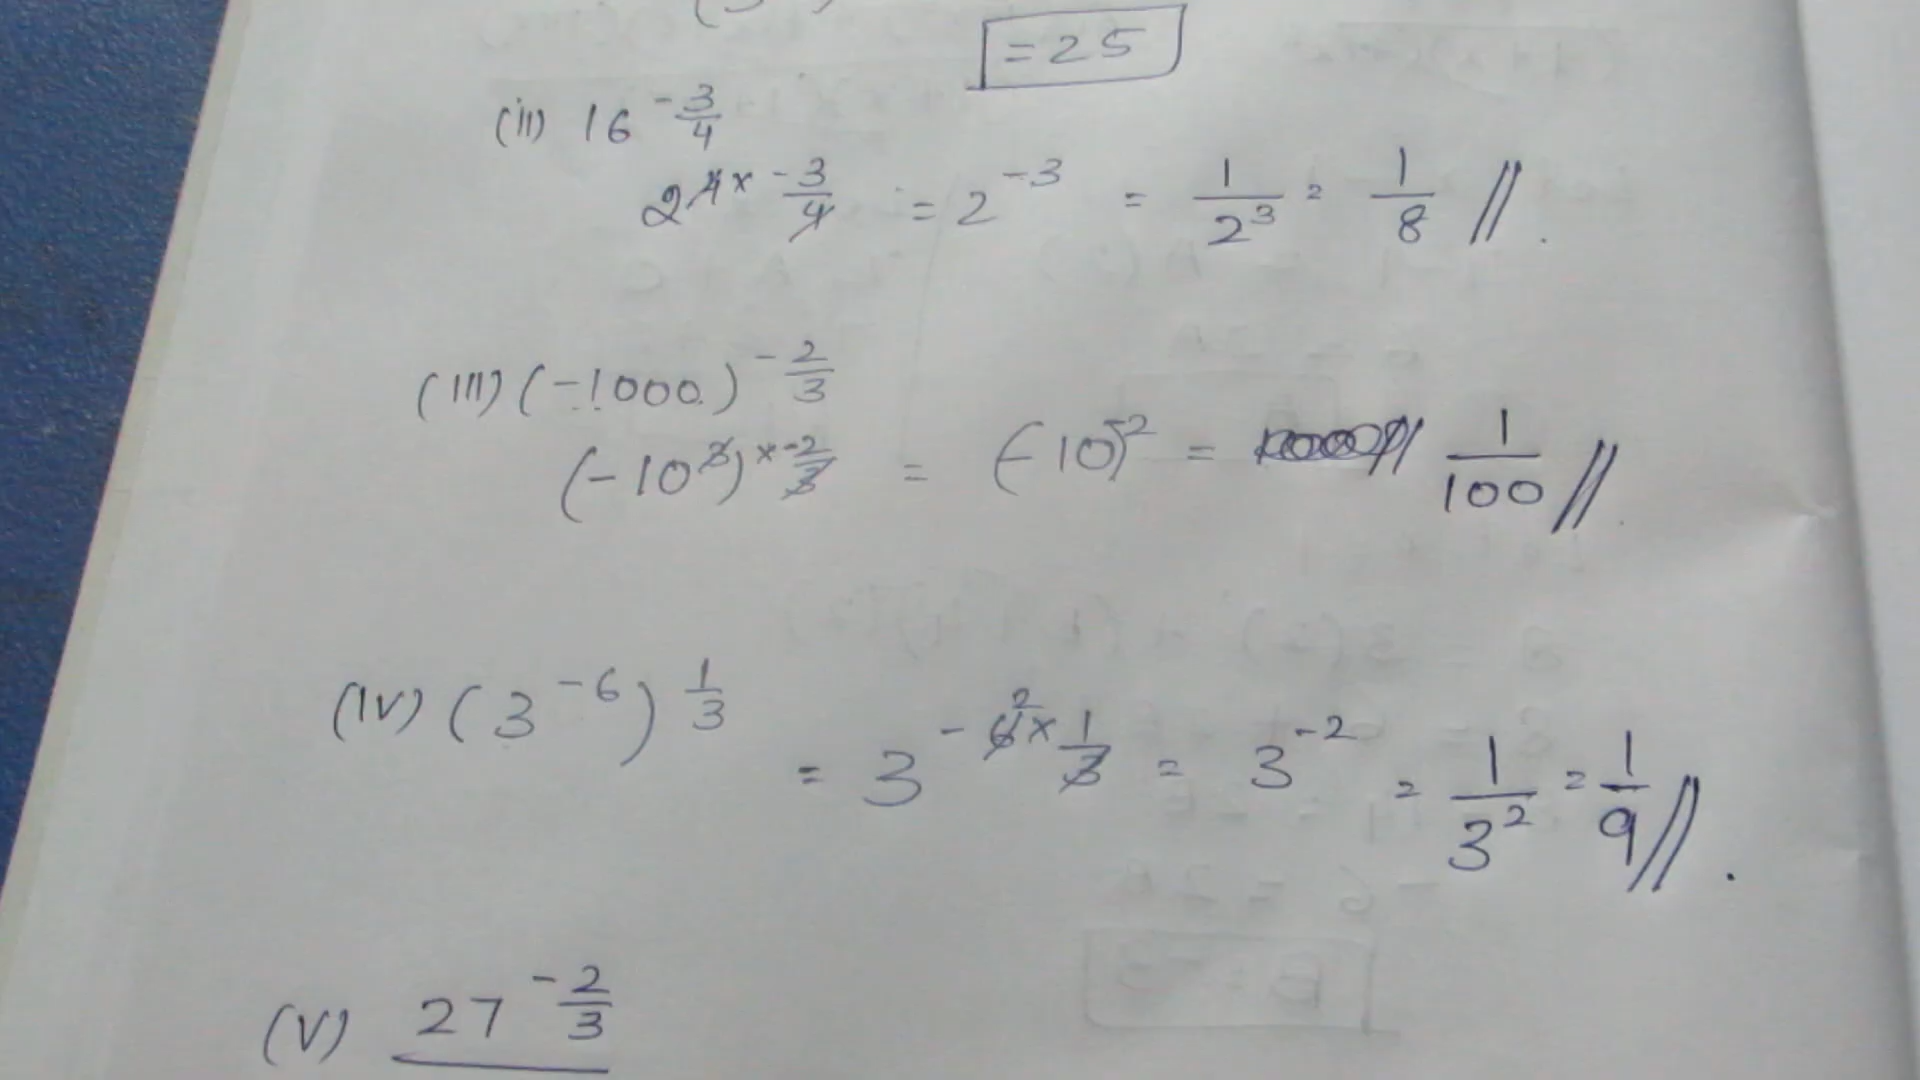 = 25
(ii) 16^{-3/4}
2^{4 × -3/4} = 2^{-3} = 1/2^3 = 1/8 //.
(iii) (-1000)^{-2/3}
(-10^3)^{× -2/3} = (-10)^{-2} = 1/100 //
(iv) (3^{-6})^{1/3}
= 3^{-6 2 × 1/3} = 3^{-2} = 1/3^2 = 1/9 //.
(v) 27^{-2/3}